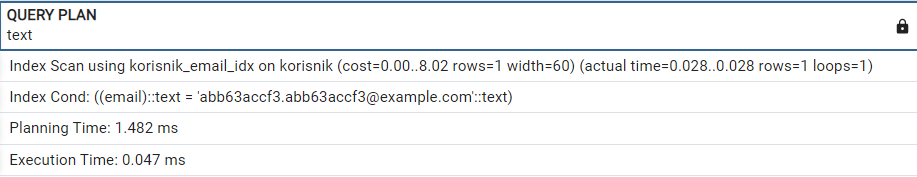 QUERY PLAN
text
Index Scan using korisnik_email_idx on korisnik (cost=0.00..8.02 rows=1 width=60) (actual time=0.028..0.028 rows=1 loops=1)
Index Cond: ((email)::text = 'abb63accf3.abb63accf3@example.com'::text)
Planning Time: 1.482 ms
Execution Time: 0.047 ms